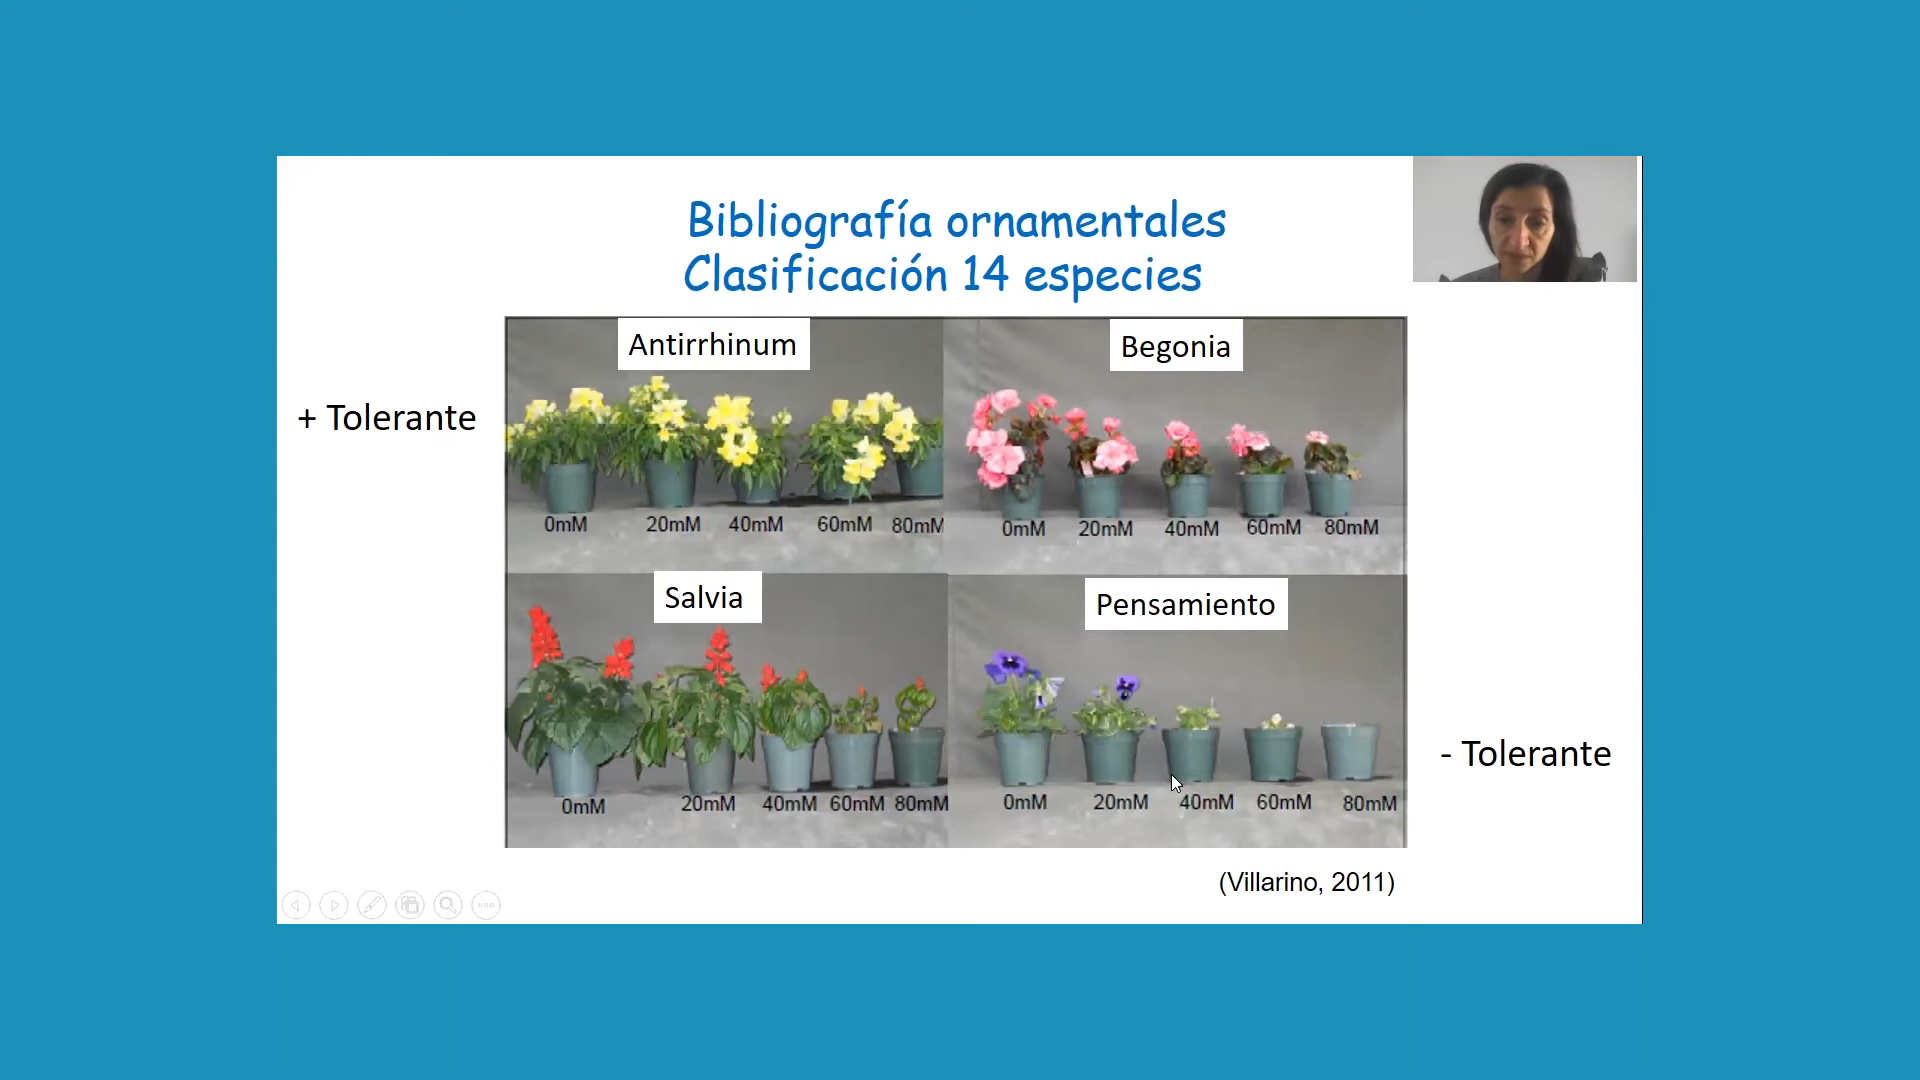 Bibliografía ornamentales
Clasificación 14 especies
Antirrhinum
Begonia
+ Tolerante
0mM 20mM 40mM 60mM 80mM
0mM 20mM 40mM 60mM 80mM
Salvia
Pensamiento
- Tolerante
0mM 20mM 40mM 60mM 80mM
0mM 20mM 40mM 60mM 80mM
(Villarino, 2011)